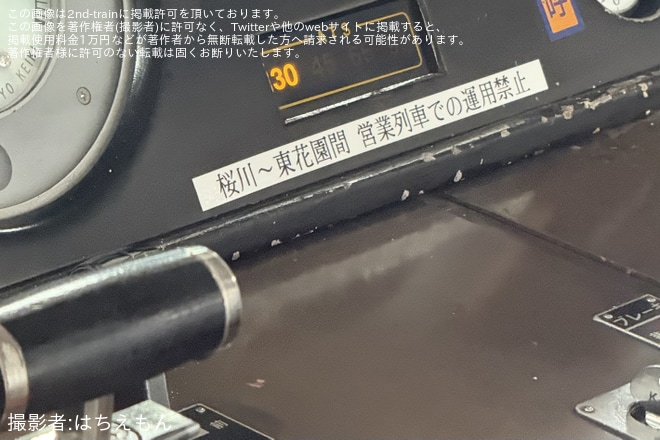 この画像は2nd-trainに掲載許可を頂いております。
この画像を著作権者(撮影者)に許可なく、Twitterや他のwebサイトに掲載すると、
掲載使用料金1万円などが著作者から無断転載した方へ請求される可能性があります。
著作権者様に許可のない転載は固くお断りいたします。
呼
30 45 65
桜川～東花園間 営業列車での運用禁止
ブレーキ
撮影者:はちえもん